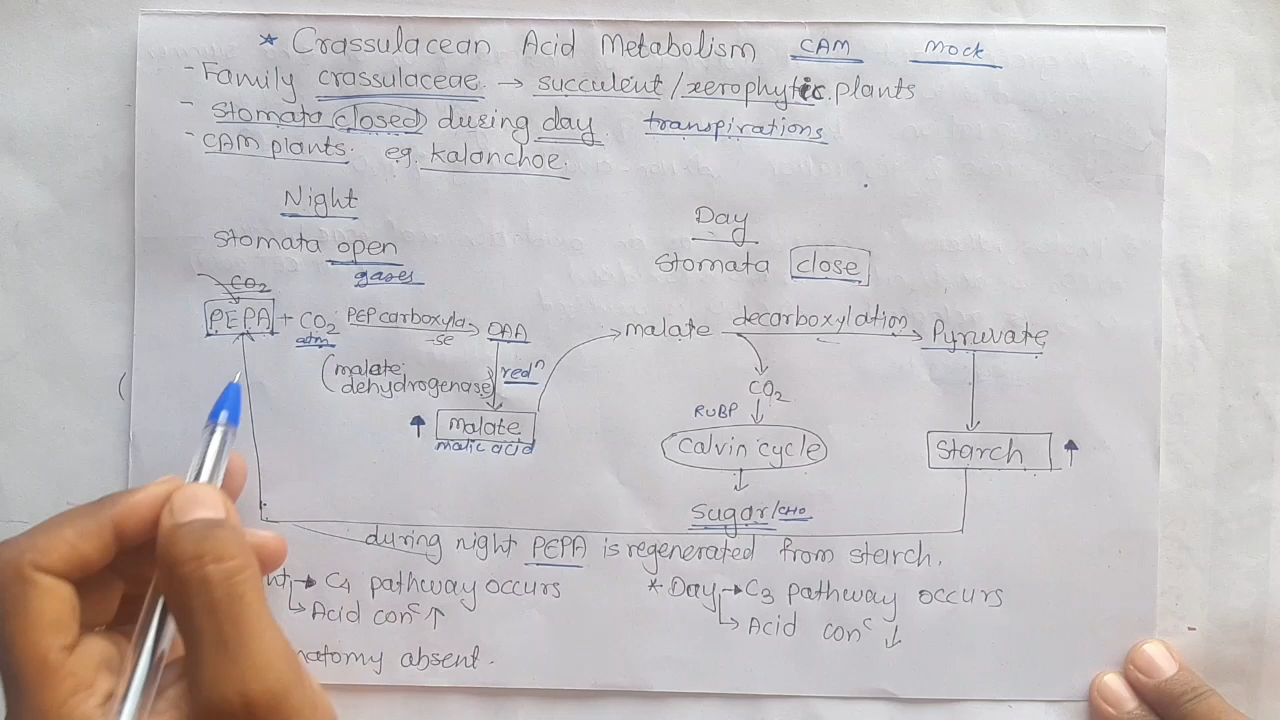 * Crassulacean Acid Metabolism CAM Mock
- Family crassulaceae → succulent/xerophytic plants
- Stomata closed during day transpirations
- CAM plants. eg. kalanchoe.
Night
Stomata open
gases
CO2
PEPA + CO2 PEP carboxyla-se → OAA
atm
(malate dehydrogenase) redn
↑ Malate
malic acid
Day
Stomata close
malate decarboxylation → Pyruvate
CO2
RUBP
Calvin cycle
Starch ↑
Sugar/CHO
during night PEPA is regenerated from starch.
→ C4 pathway occurs
↳ Acid conc ↑
* Day → C3 pathway occurs
↳ Acid conc ↓
absent.